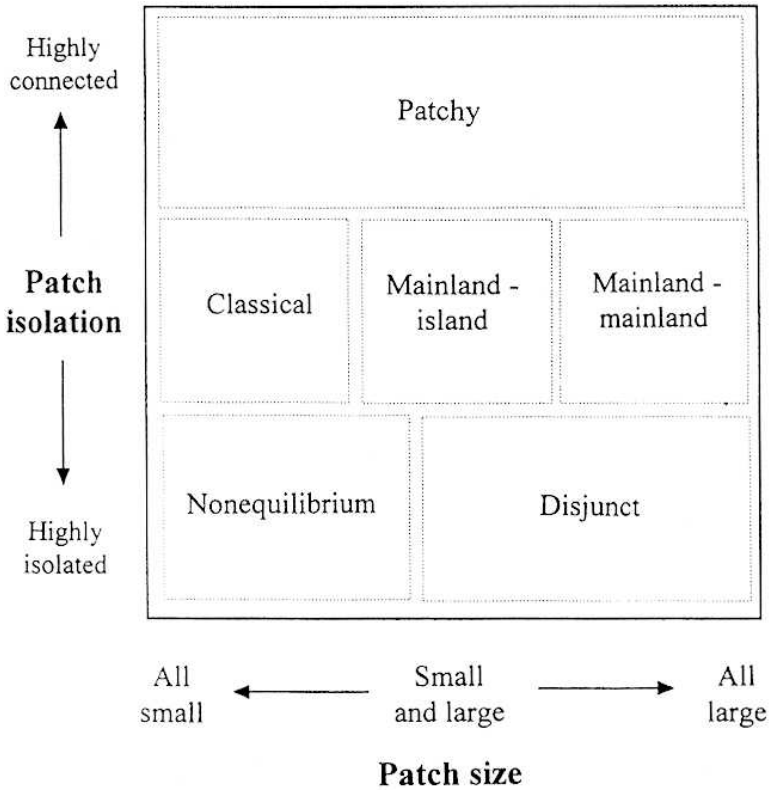 Highly
connected
Patch
isolation
Highly
isolated
Patchy
Classical
Mainland -
island
Mainland -
mainland
Nonequilibrium
Disjunct
All
small
Small
and large
All
large
Patch size